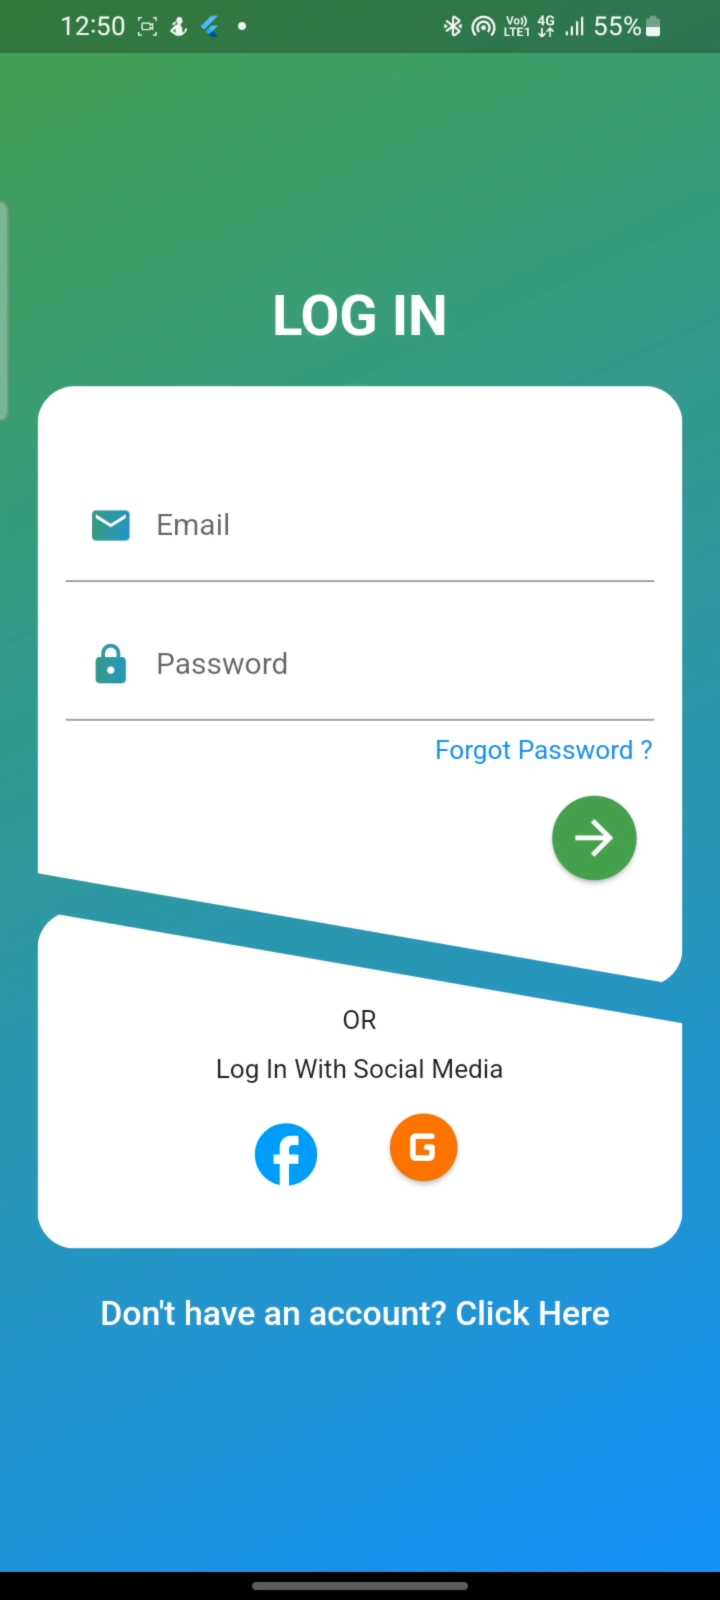 12:50
Vo)) 4G
LTE1
55%
LOG IN
Email
Password
Forgot Password ?
OR
Log In With Social Media
f G
Don't have an account? Click Here